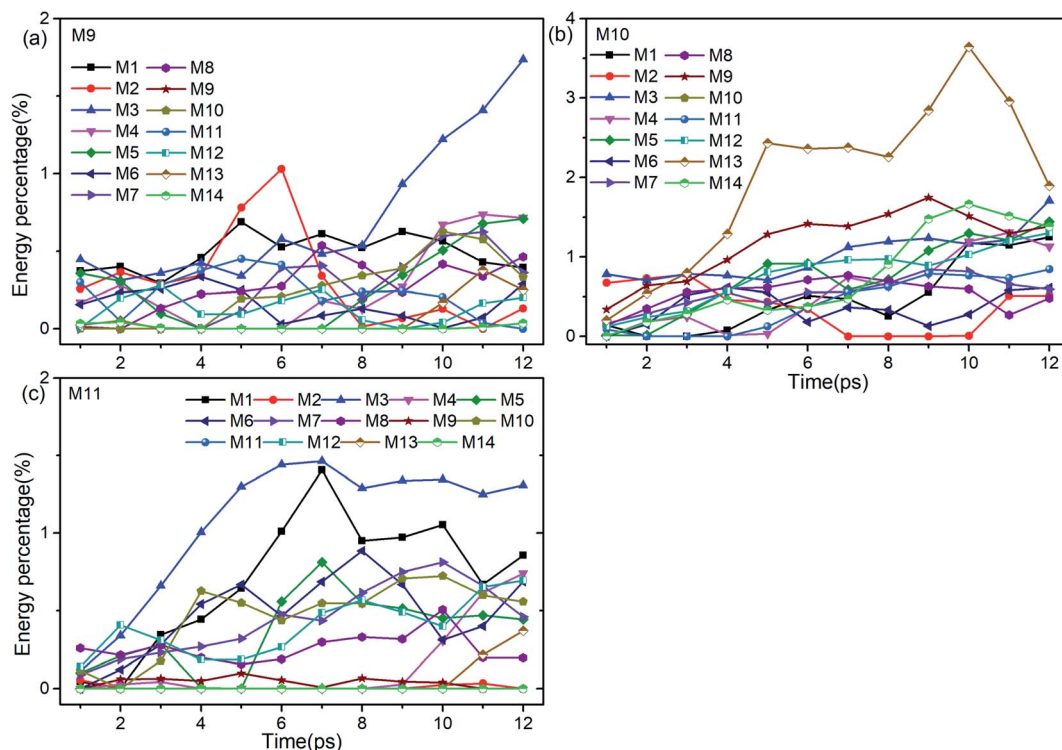 (a)
M9
M1 M8
M2 M9
M3 M10
M4 M11
M5 M12
M6 M13
M7 M14
Energy percentage(%)
2
1
0
2 4 6 8 10 12
(b)
M10
M1 M8
M2 M9
M3 M10
M4 M11
M5 M12
M6 M13
M7 M14
Energy percentage(%)
4
3
2
1
0
2 4 6 8 10 12
Time(ps)
(c)
M11
M1 M2 M3 M4 M5
M6 M7 M8 M9 M10
M11 M12 M13 M14
Energy percentage(%)
2
1
0
2 4 6 8 10 12
Time(ps)